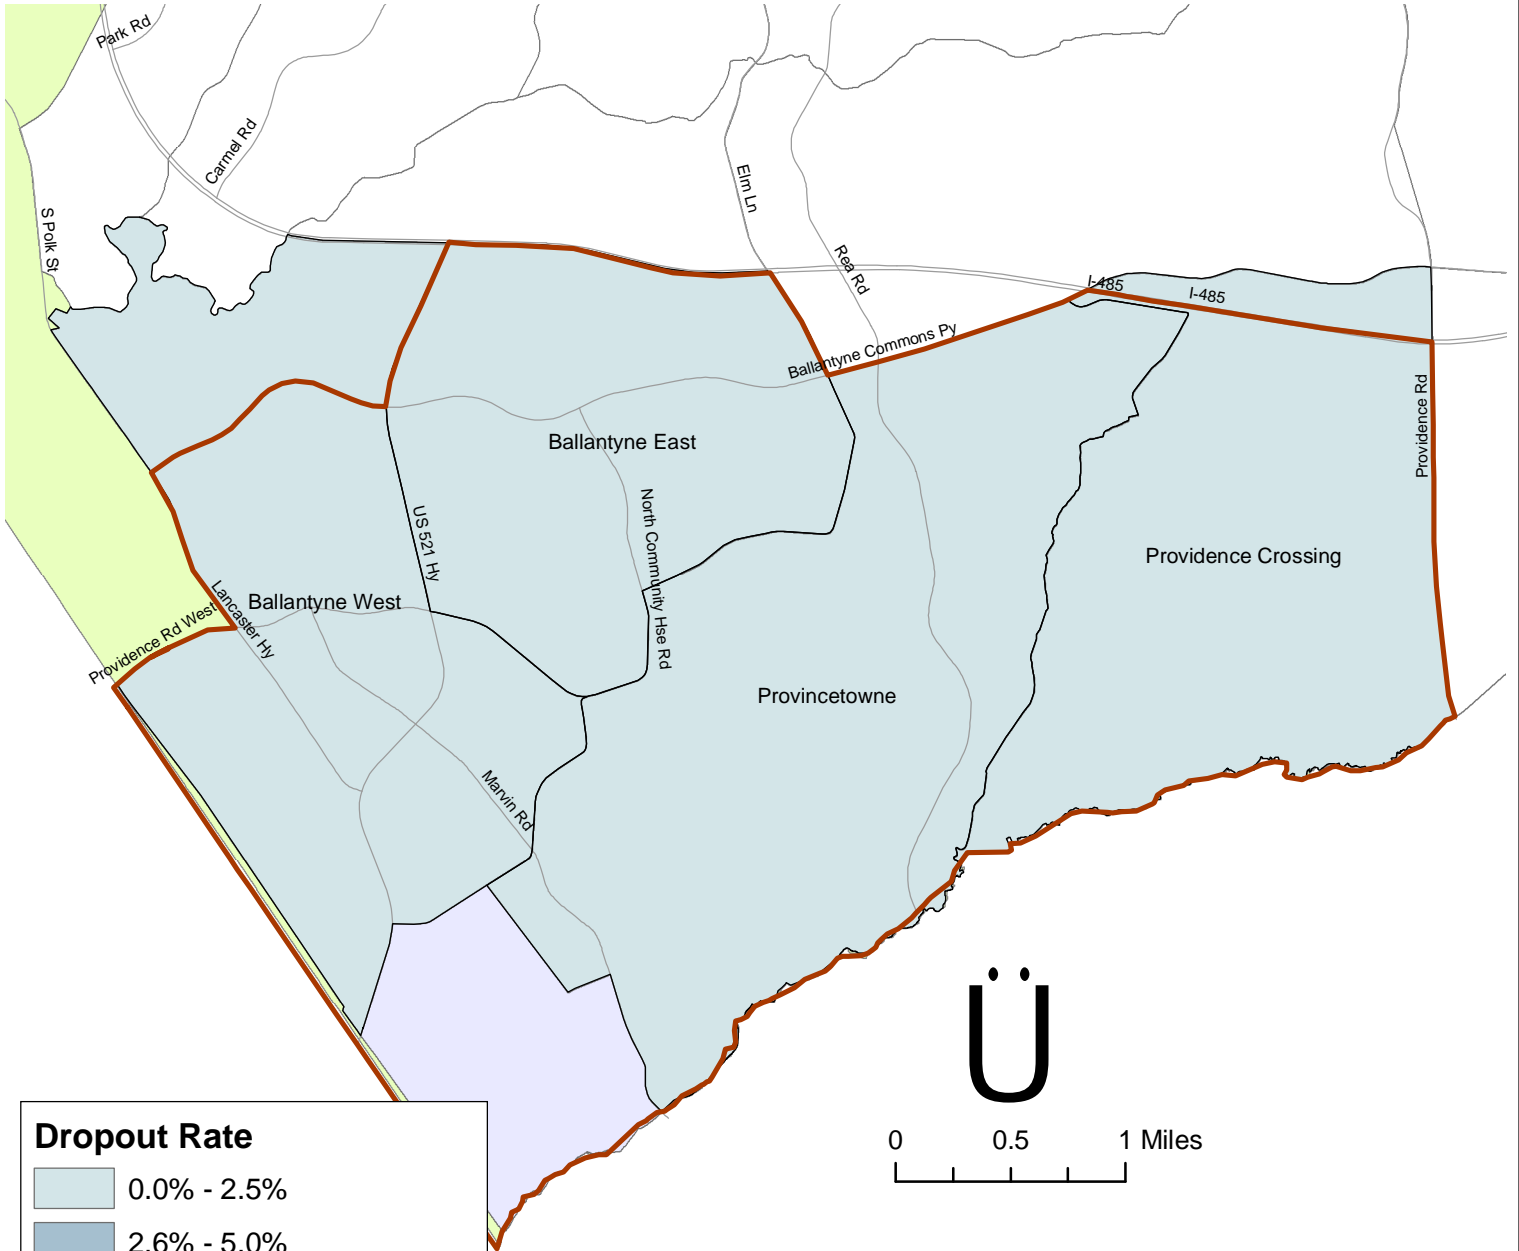 Park Rd
Carmel Rd
S Polk St
Elm Ln
Rea Rd
I-485
I-485
Ballantyne Commons Py
Providence Rd
Ballantyne East
North Community Hse Rd
US 521 Hy
Providence Crossing
Lancaster Hy
Ballantyne West
Providence Rd West
Provincetowne
Marvin Rd
Ü
0 0.5 1 Miles
Dropout Rate
0.0% - 2.5%
2.6% - 5.0%